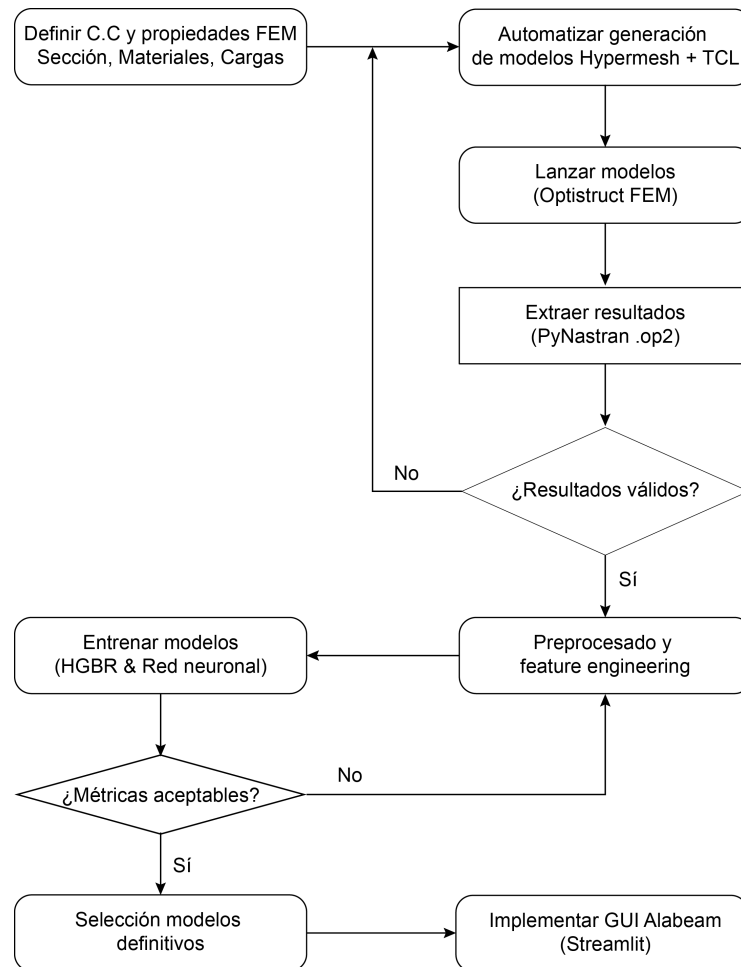 Definir C.C y propiedades FEM
Sección, Materiales, Cargas
Automatizar generación
de modelos Hypermesh + TCL
Lanzar modelos
(Optistruct FEM)
Extraer resultados
(PyNastran .op2)
¿Resultados válidos?
No
Sí
Preprocesado y
feature engineering
Entrenar modelos
(HGBR & Red neuronal)
¿Métricas aceptables?
No
Sí
Selección modelos
definitivos
Implementar GUI Alabeam
(Streamlit)